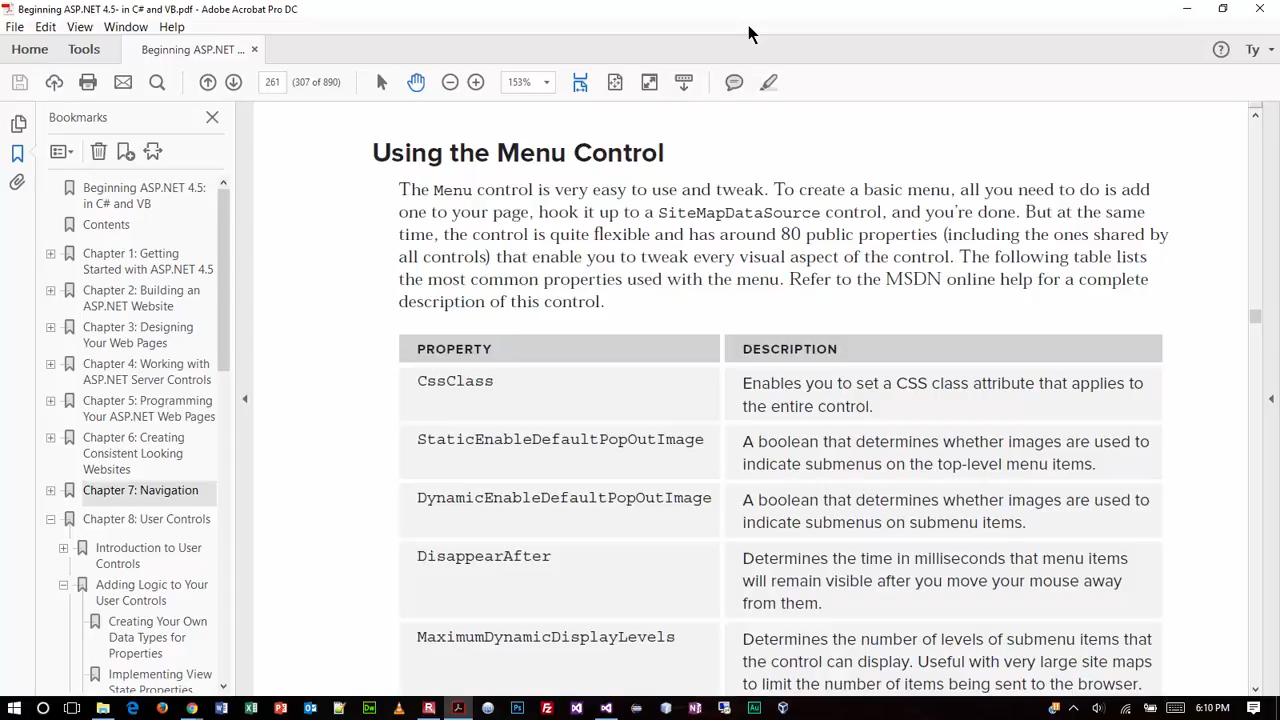 Beginning ASP.NET 4.5- in C# and VB.pdf - Adobe Acrobat Pro DC
File Edit View Window Help
Home Tools Beginning ASP.NET ... ×
Ty
261 (307 of 890) 153%
Bookmarks
Beginning ASP.NET 4.5:
in C# and VB
Contents
Chapter 1: Getting
Started with ASP.NET 4.5
Chapter 2: Building an
ASP.NET Website
Chapter 3: Designing
Your Web Pages
Chapter 4: Working with
ASP.NET Server Controls
Chapter 5: Programming
Your ASP.NET Web Pages
Chapter 6: Creating
Consistent Looking
Websites
Chapter 7: Navigation
Chapter 8: User Controls
Introduction to User
Controls
Adding Logic to Your
User Controls
Creating Your Own
Data Types for
Properties
Implementing View
State Properties
Using the Menu Control
The Menu control is very easy to use and tweak. To create a basic menu, all you need to do is add
one to your page, hook it up to a SiteMapDataSource control, and you're done. But at the same
time, the control is quite flexible and has around 80 public properties (including the ones shared by
all controls) that enable you to tweak every visual aspect of the control. The following table lists
the most common properties used with the menu. Refer to the MSDN online help for a complete
description of this control.
PROPERTY DESCRIPTION
CssClass Enables you to set a CSS class attribute that applies to
the entire control.
StaticEnableDefaultPopOutImage A boolean that determines whether images are used to
indicate submenus on the top-level menu items.
DynamicEnableDefaultPopOutImage A boolean that determines whether images are used to
indicate submenus on submenu items.
DisappearAfter Determines the time in milliseconds that menu items
will remain visible after you move your mouse away
from them.
MaximumDynamicDisplayLevels Determines the number of levels of submenu items that
the control can display. Useful with very large site maps
to limit the number of items being sent to the browser.
6:10 PM